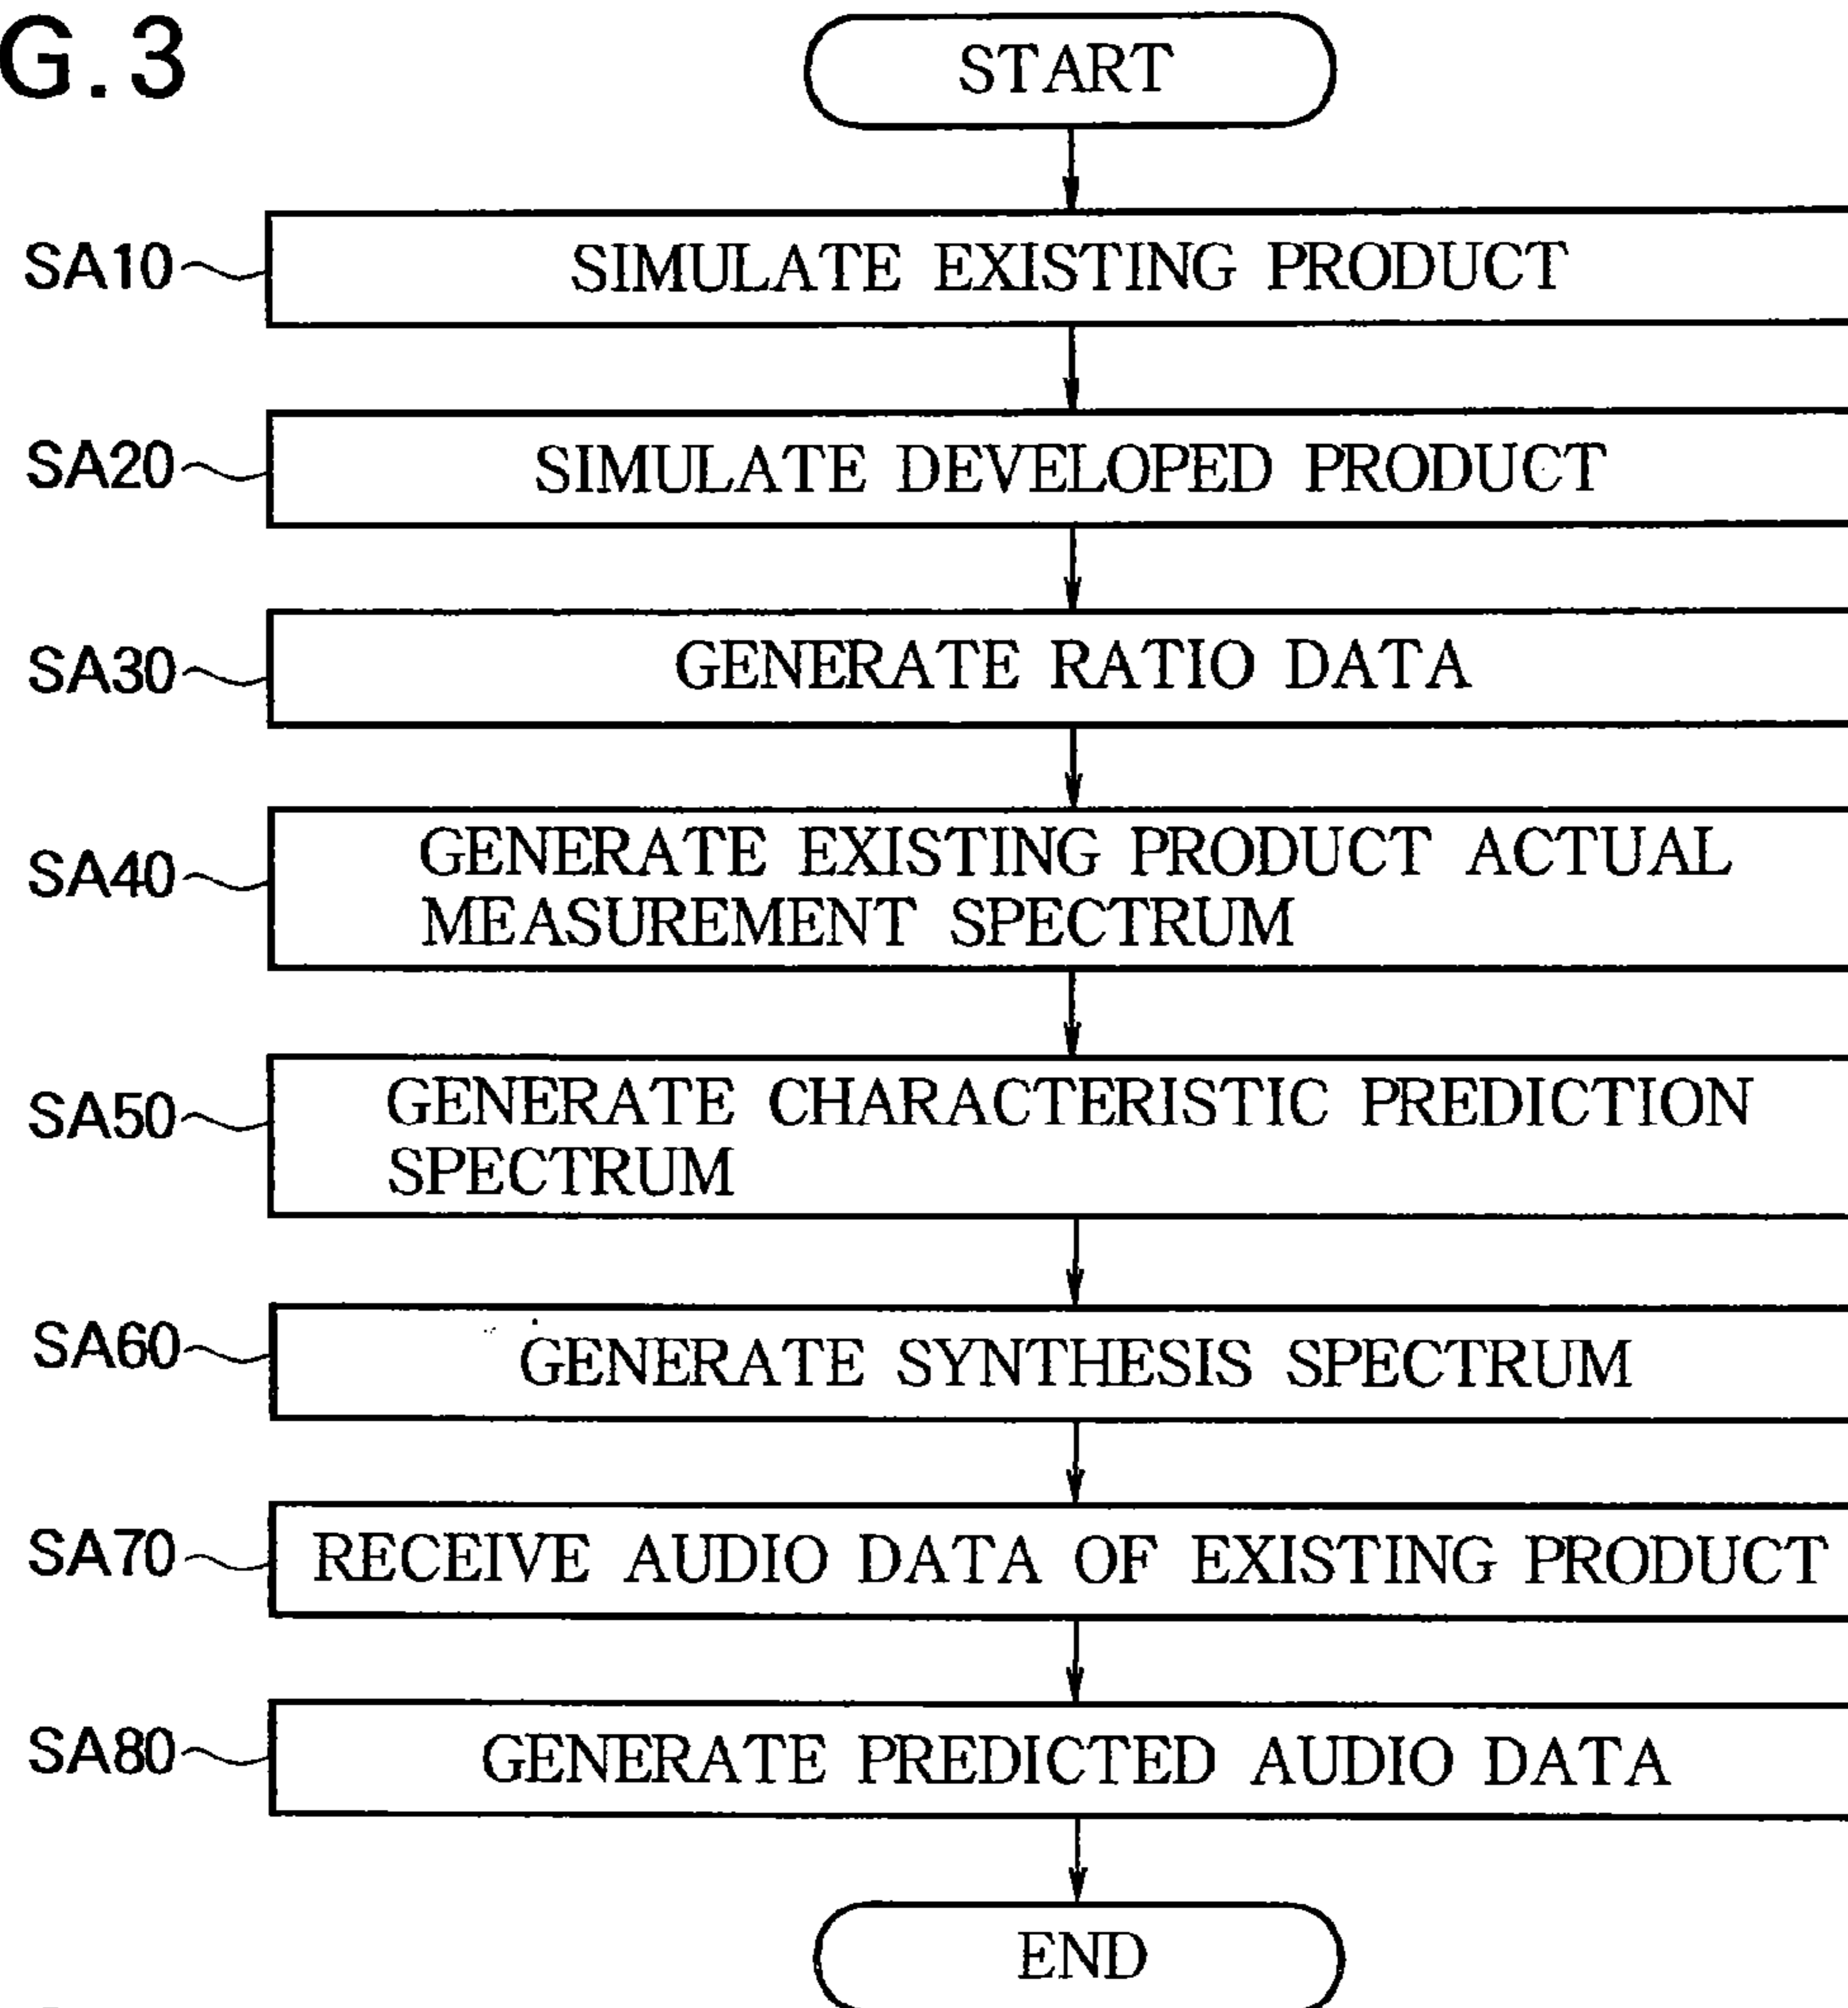 G.3
START
SA10
SIMULATE EXISTING PRODUCT
SA20
SIMULATE DEVELOPED PRODUCT
SA30
GENERATE RATIO DATA
SA40
GENERATE EXISTING PRODUCT ACTUAL
MEASUREMENT SPECTRUM
SA50
GENERATE CHARACTERISTIC PREDICTION
SPECTRUM
SA60
GENERATE SYNTHESIS SPECTRUM
SA70
RECEIVE AUDIO DATA OF EXISTING PRODUCT
SA80
GENERATE PREDICTED AUDIO DATA
END